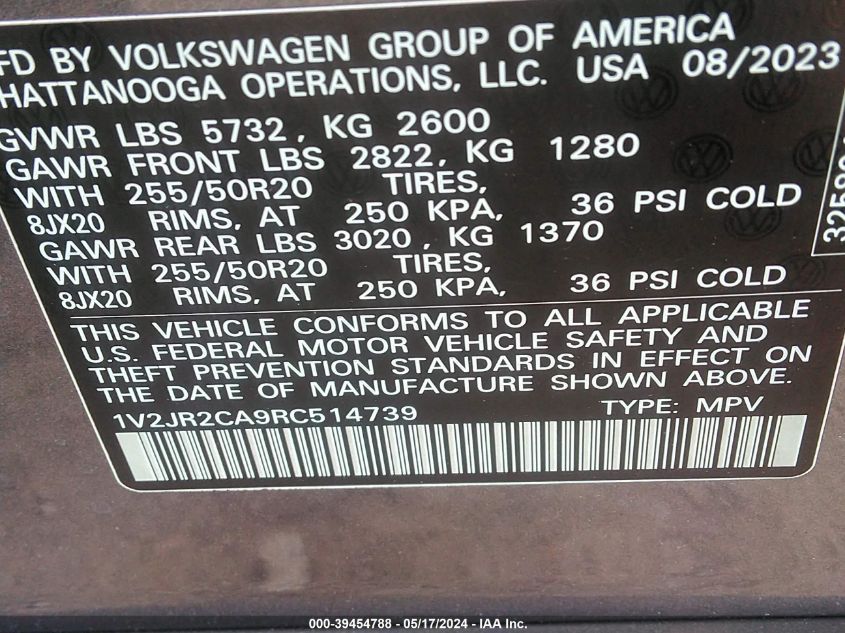 FD BY VOLKSWAGEN GROUP OF AMERICA
HATTANOOGA OPERATIONS, LLC. USA 08/2023
GVWR LBS 5732, KG 2600
GAWR FRONT LBS 2822, KG 1280
WITH 255/50R20 TIRES,
8JX20 RIMS, AT 250 KPA, 36 PSI COLD
GAWR REAR LBS 3020, KG 1370
WITH 255/50R20 TIRES,
8JX20 RIMS, AT 250 KPA, 36 PSI COLD
THIS VEHICLE CONFORMS TO ALL APPLICABLE
U.S. FEDERAL MOTOR VEHICLE SAFETY AND
THEFT PREVENTION STANDARDS IN EFFECT ON
THE DATE OF MANUFACTURE SHOWN ABOVE.
1V2JR2CA9RC514739 TYPE: MPV
000-39454788 - 05/17/2024 - IAA Inc.